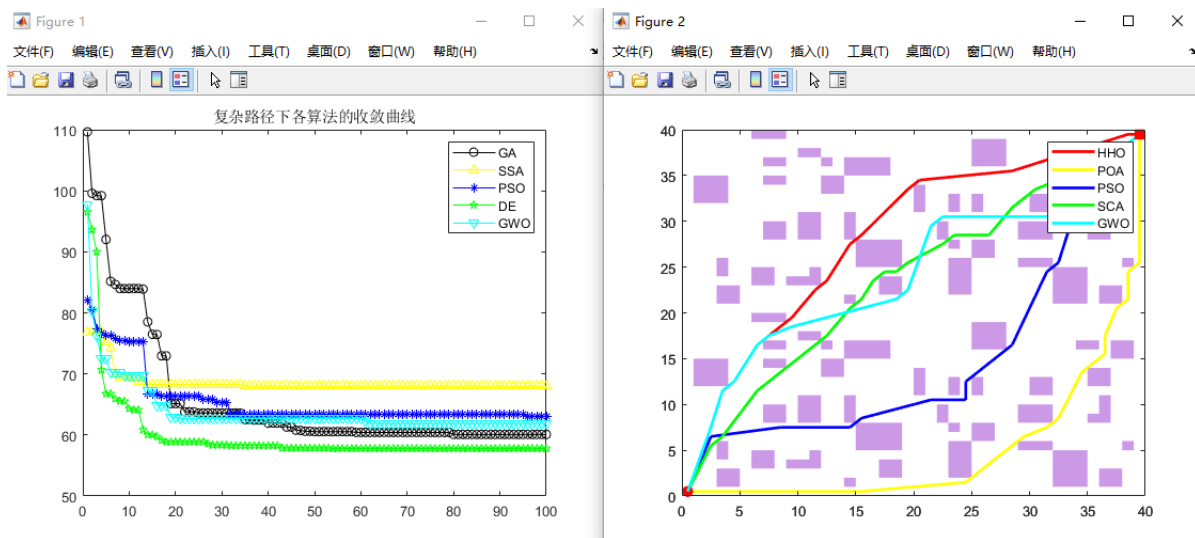 Figure 1
文件(F) 编辑(E) 查看(V) 插入(I) 工具(T) 桌面(D) 窗口(W) 帮助(H)
复杂路径下各算法的收敛曲线
110
100
90
80
70
60
50
0 10 20 30 40 50 60 70 80 90 100
GA
SSA
PSO
DE
GWO
Figure 2
文件(F) 编辑(E) 查看(V) 插入(I) 工具(T) 桌面(D) 窗口(W) 帮助(H)
40
35
30
25
20
15
10
5
0
0 5 10 15 20 25 30 35 40
HHO
POA
PSO
SCA
GWO